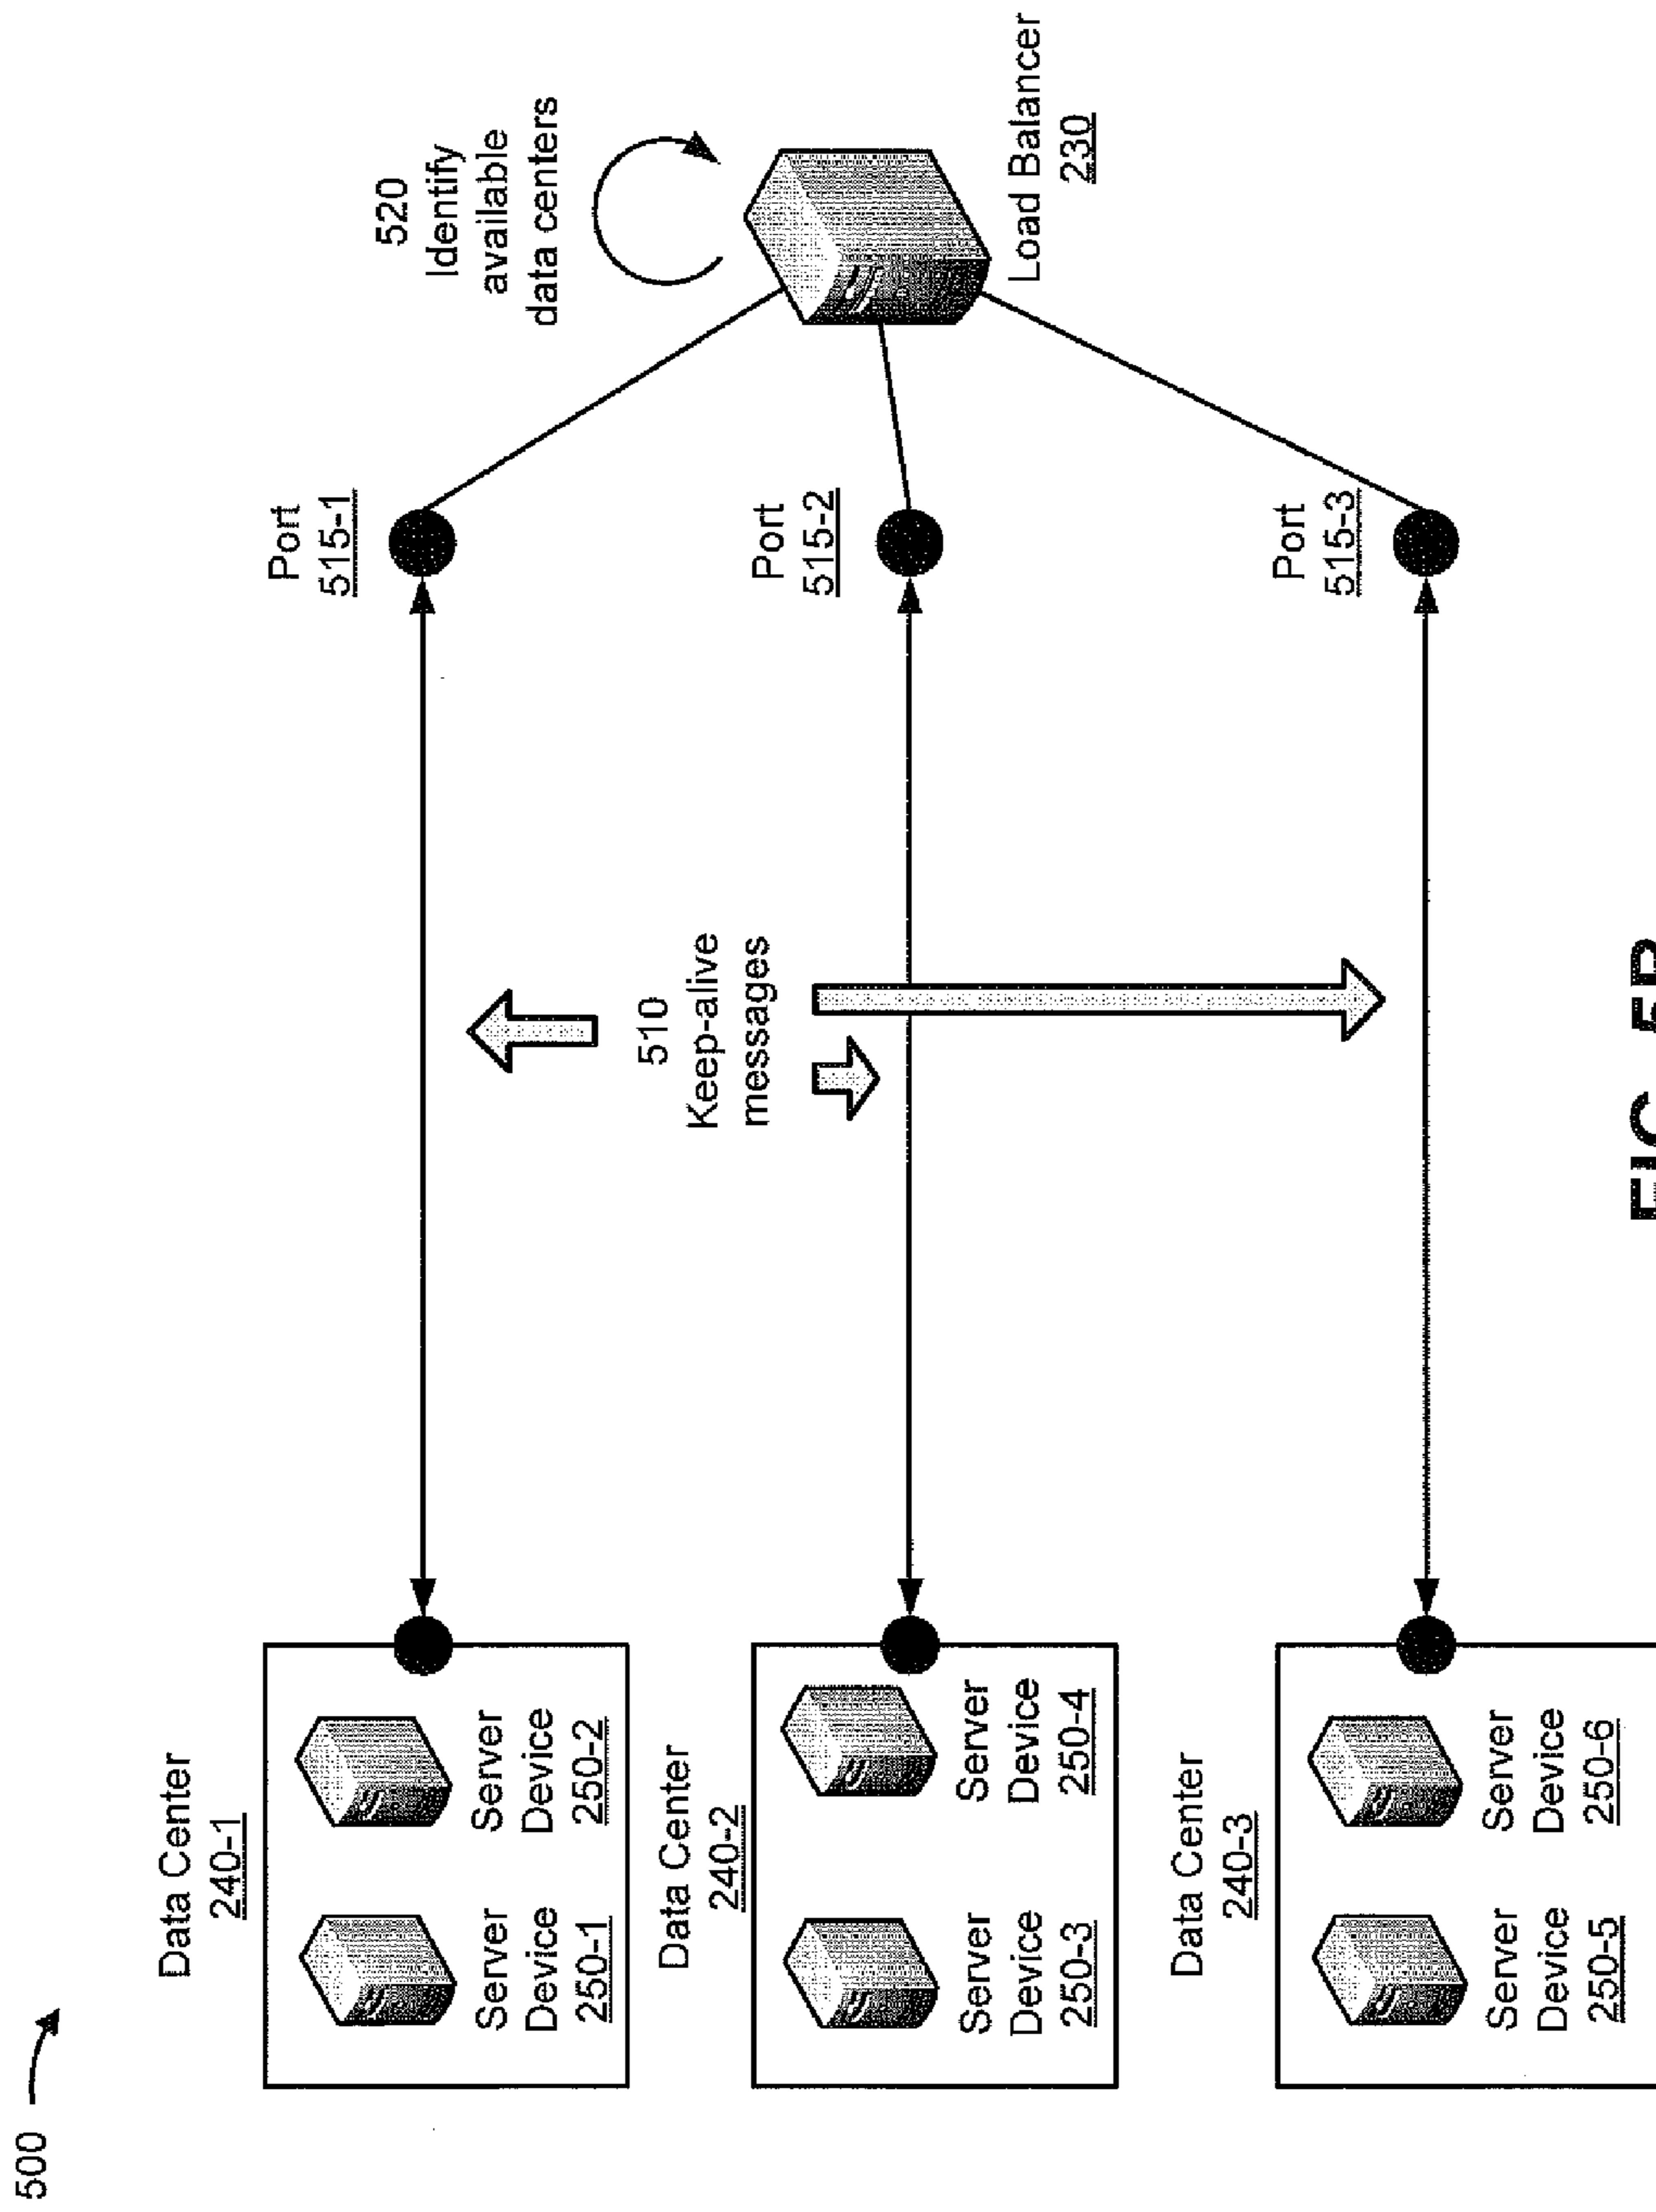 500
Data Center
240-1
Server
Device
250-1
Server
Device
250-2
Data Center
240-2
Server
Device
250-3
Server
Device
250-4
Data Center
240-3
Server
Device
250-5
Server
Device
250-6
510
Keep-alive
messages
Port
515-1
Port
515-2
Port
515-3
520
Identify
available
data centers
Load Balancer
230